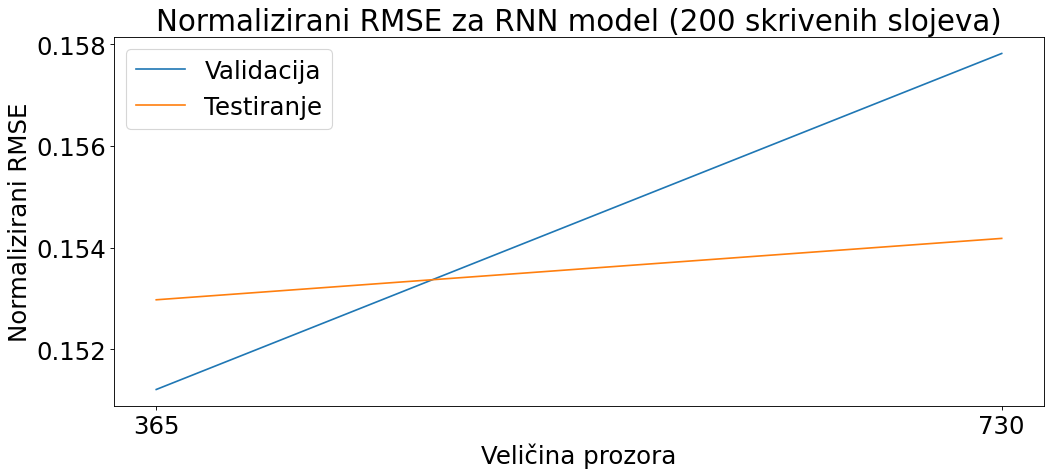 Normalizirani RMSE za RNN model (200 skrivenih slojeva)
Normalizirani RMSE
0.158
0.156
0.154
0.152
Validacija
Testiranje
365
730
Veličina prozora